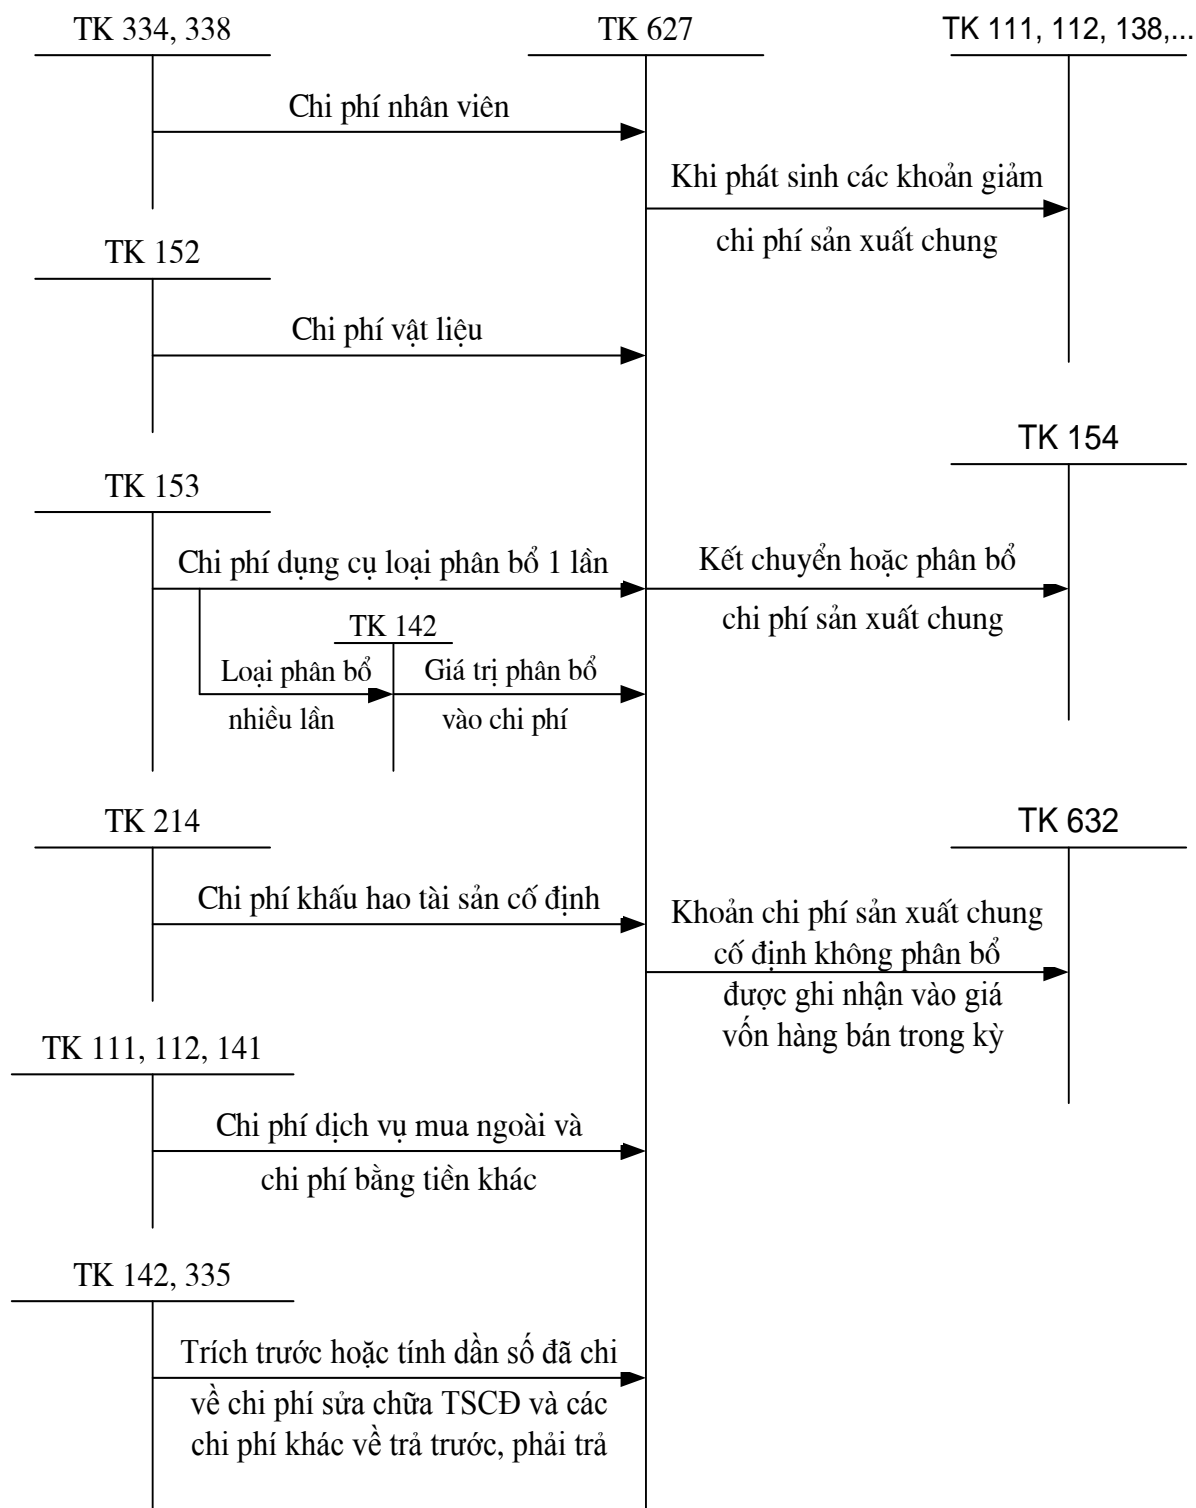 TK 334, 338
TK 627
TK 111, 112, 138,...
Chi phí nhân viên
Khi phát sinh các khoản giảm
chi phí sản xuất chung
TK 152
Chi phí vật liệu
TK 154
TK 153
Chi phí dụng cụ loại phân bổ 1 lần
Kết chuyển hoặc phân bổ
chi phí sản xuất chung
TK 142
Loại phân bổ
nhiều lần
Giá trị phân bổ
vào chi phí
TK 214
TK 632
Chi phí khấu hao tài sản cố định
Khoản chi phí sản xuất chung
cố định không phân bổ
được ghi nhận vào giá
vốn hàng bán trong kỳ
TK 111, 112, 141
Chi phí dịch vụ mua ngoài và
chi phí bằng tiền khác
TK 142, 335
Trích trước hoặc tính dần số đã chi
về chi phí sửa chữa TSCĐ và các
chi phí khác về trả trước, phải trả